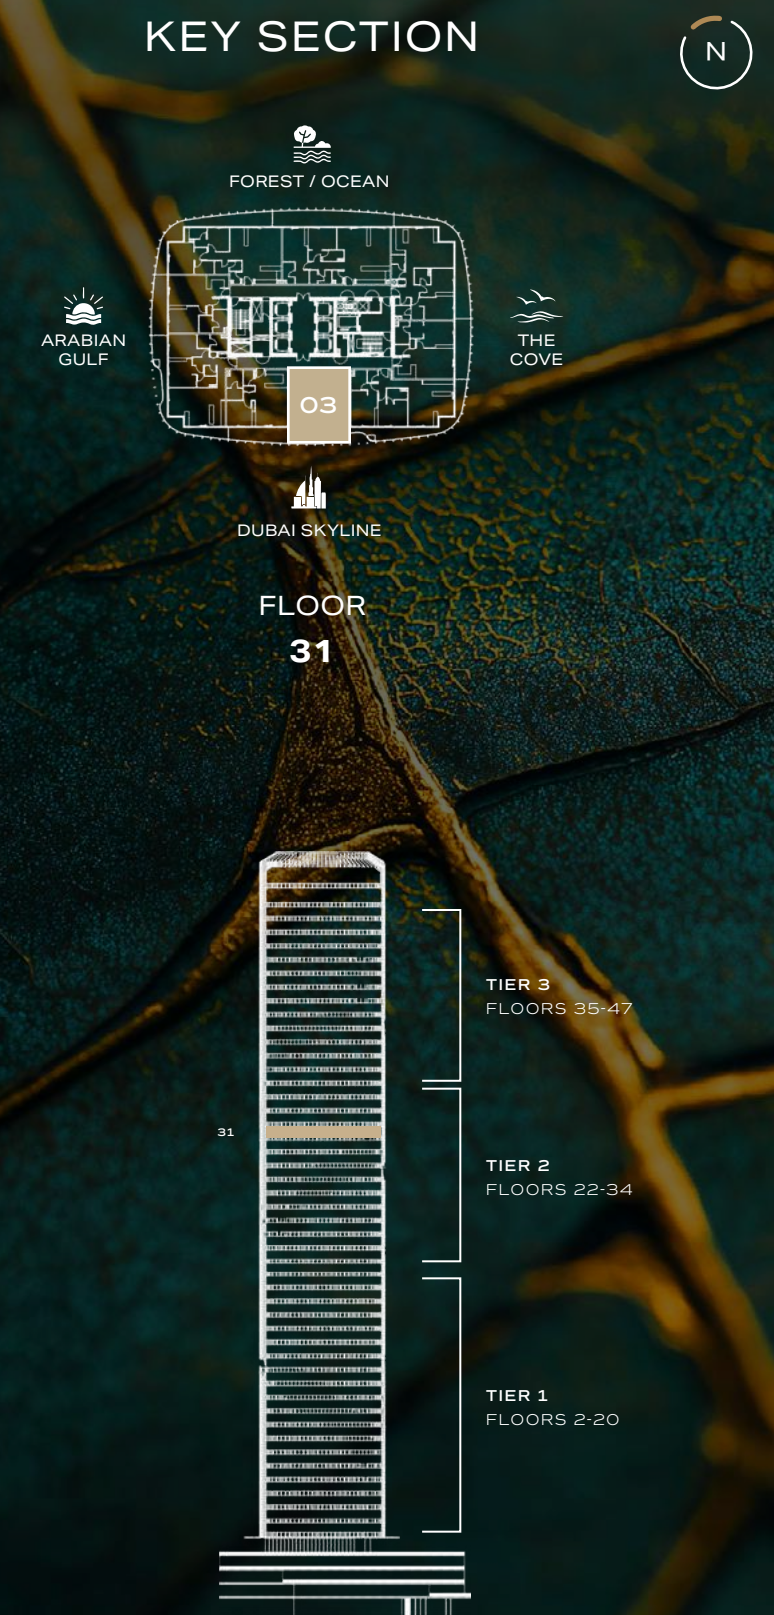 KEY SECTION
N
FOREST / OCEAN
ARABIAN
GULF
THE
COVE
03
DUBAI SKYLINE
FLOOR
31
TIER 3
FLOORS 35-47
31
TIER 2
FLOORS 22-34
TIER 1
FLOORS 2-20